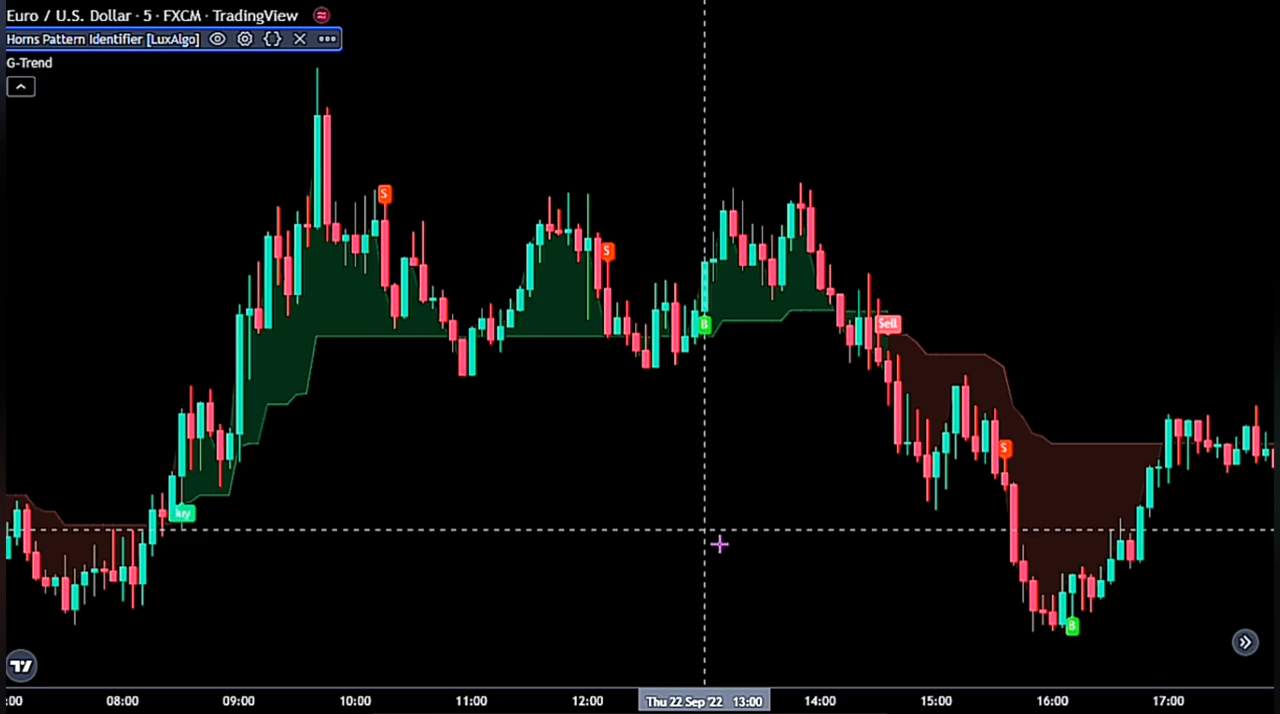 Euro / U.S. Dollar · 5 · FXCM · TradingView
Horns Pattern Identifier [LuxAlgo]
G-Trend
S
S
B
Sell
S
B
:00
08:00
09:00
10:00
11:00
12:00
Thu 22 Sep '22 13:00
14:00
15:00
16:00
17:00